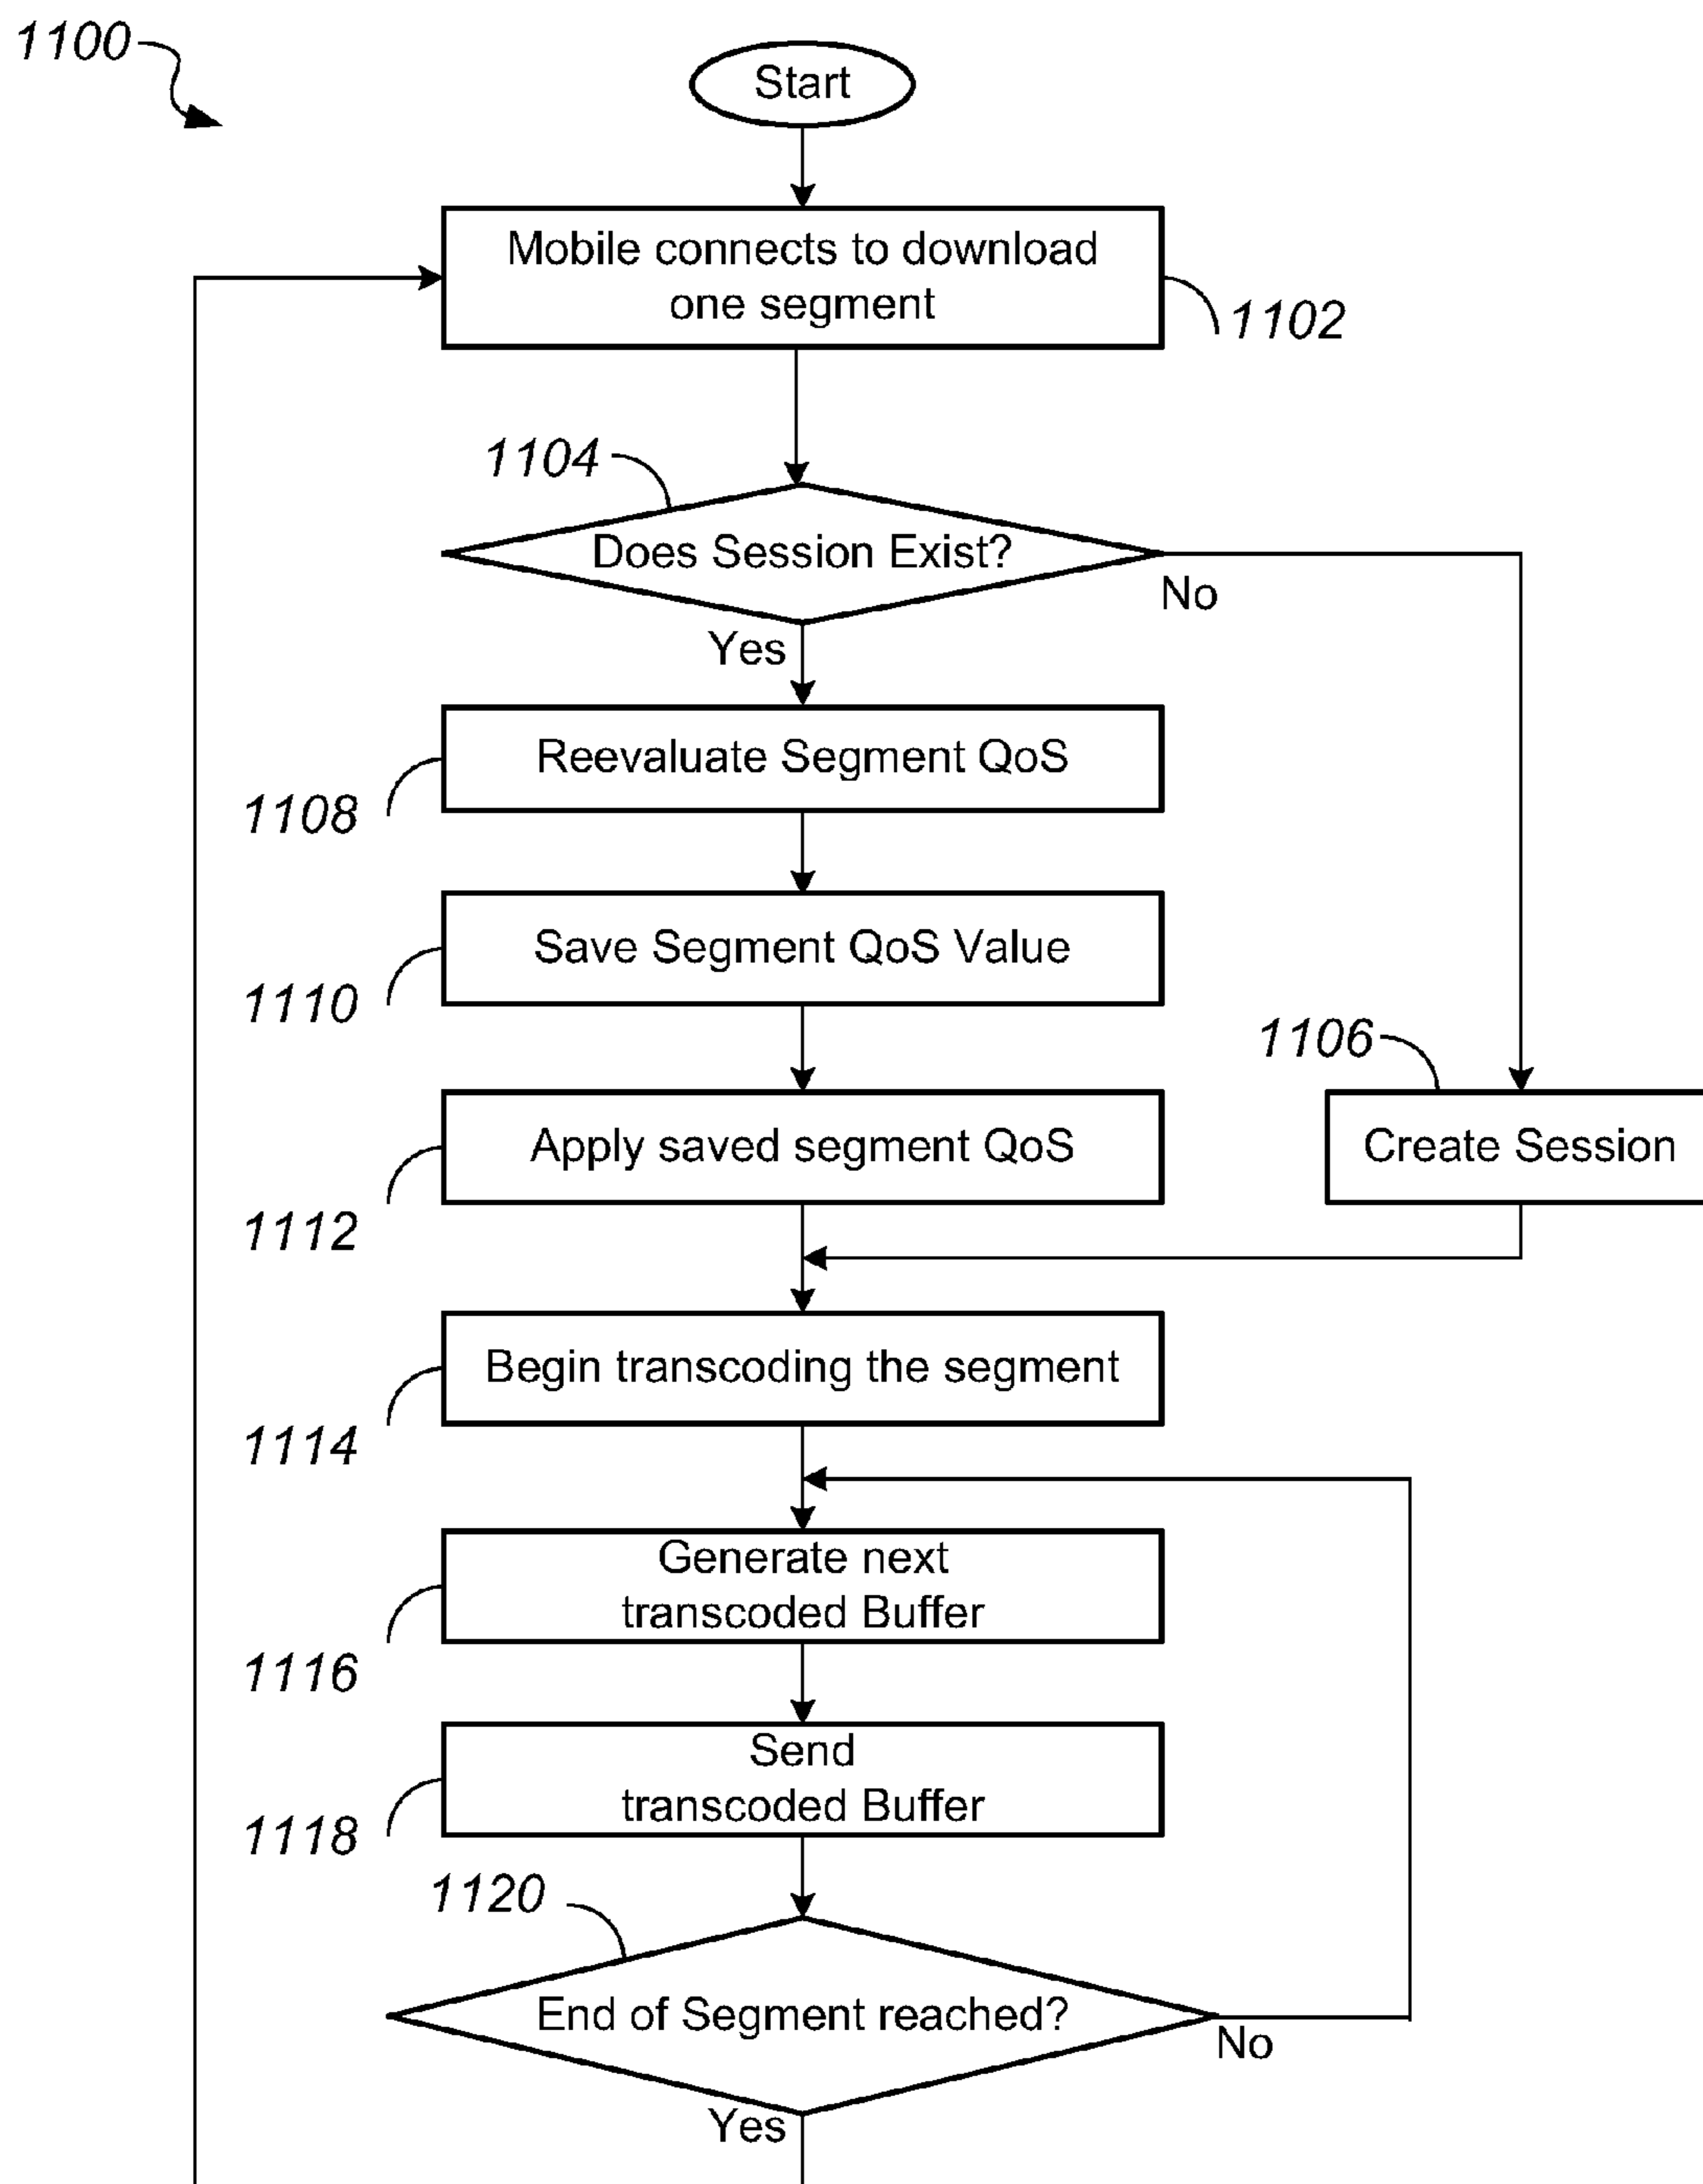 1100
Start
Mobile connects to download
one segment
1102
1104
Does Session Exist?
No
Yes
Reevaluate Segment QoS
1108
Save Segment QoS Value
1110
1106
Apply saved segment QoS
Create Session
1112
Begin transcoding the segment
1114
Generate next
transcoded Buffer
1116
Send
transcoded Buffer
1118
1120
End of Segment reached?
No
Yes